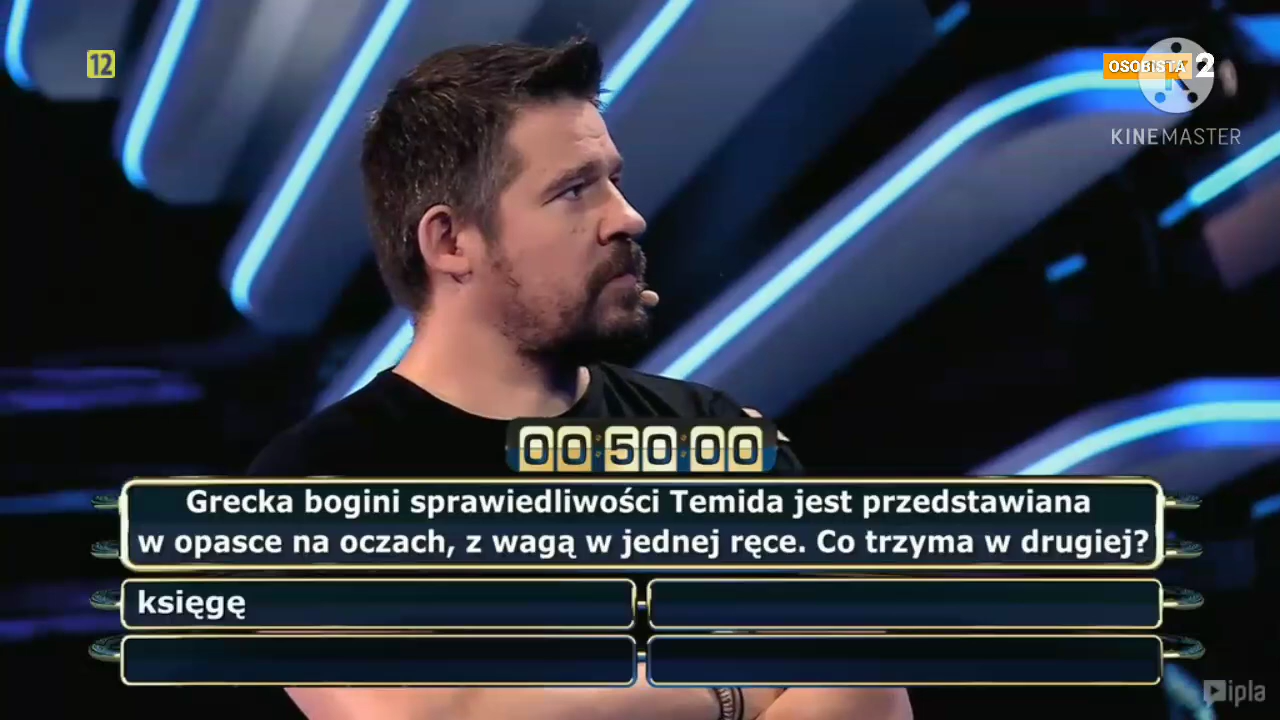 12
OSOBISTA 2
K
KINEMASTER
00:50:00
Grecka bogini sprawiedliwości Temida jest przedstawiana
w opasce na oczach, z wagą w jednej ręce. Co trzyma w drugiej?
księgę
ipla